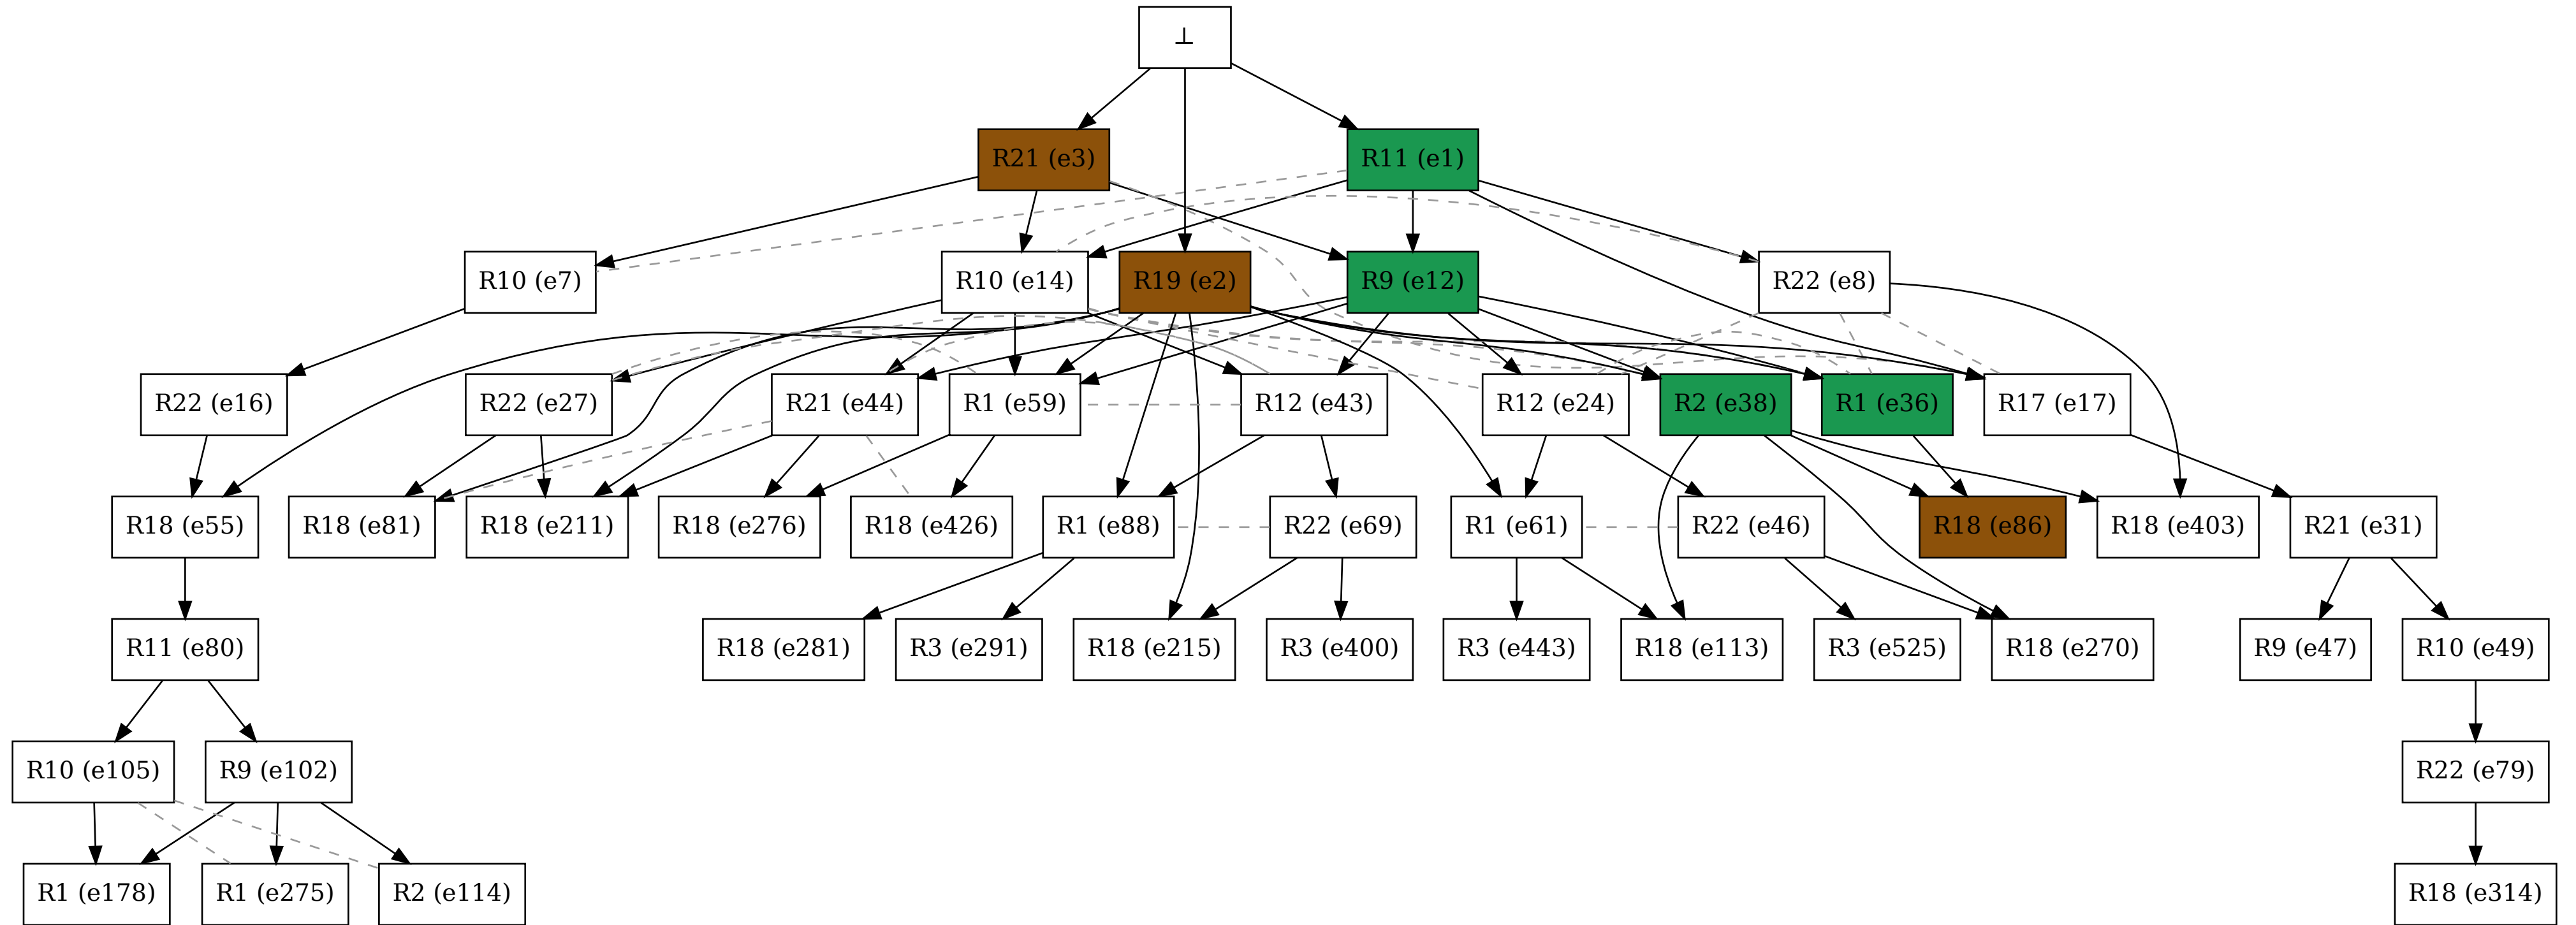 ⊥
R21 (e3)
R11 (e1)
R10 (e7)
R10 (e14)
R19 (e2)
R9 (e12)
R22 (e8)
R22 (e16)
R22 (e27)
R21 (e44)
R1 (e59)
R12 (e43)
R12 (e24)
R2 (e38)
R1 (e36)
R17 (e17)
R18 (e55)
R18 (e81)
R18 (e211)
R18 (e276)
R18 (e426)
R1 (e88)
R22 (e69)
R1 (e61)
R22 (e46)
R18 (e86)
R18 (e403)
R21 (e31)
R11 (e80)
R18 (e281)
R3 (e291)
R18 (e215)
R3 (e400)
R3 (e443)
R18 (e113)
R3 (e525)
R18 (e270)
R9 (e47)
R10 (e49)
R10 (e105)
R9 (e102)
R22 (e79)
R1 (e178)
R1 (e275)
R2 (e114)
R18 (e314)